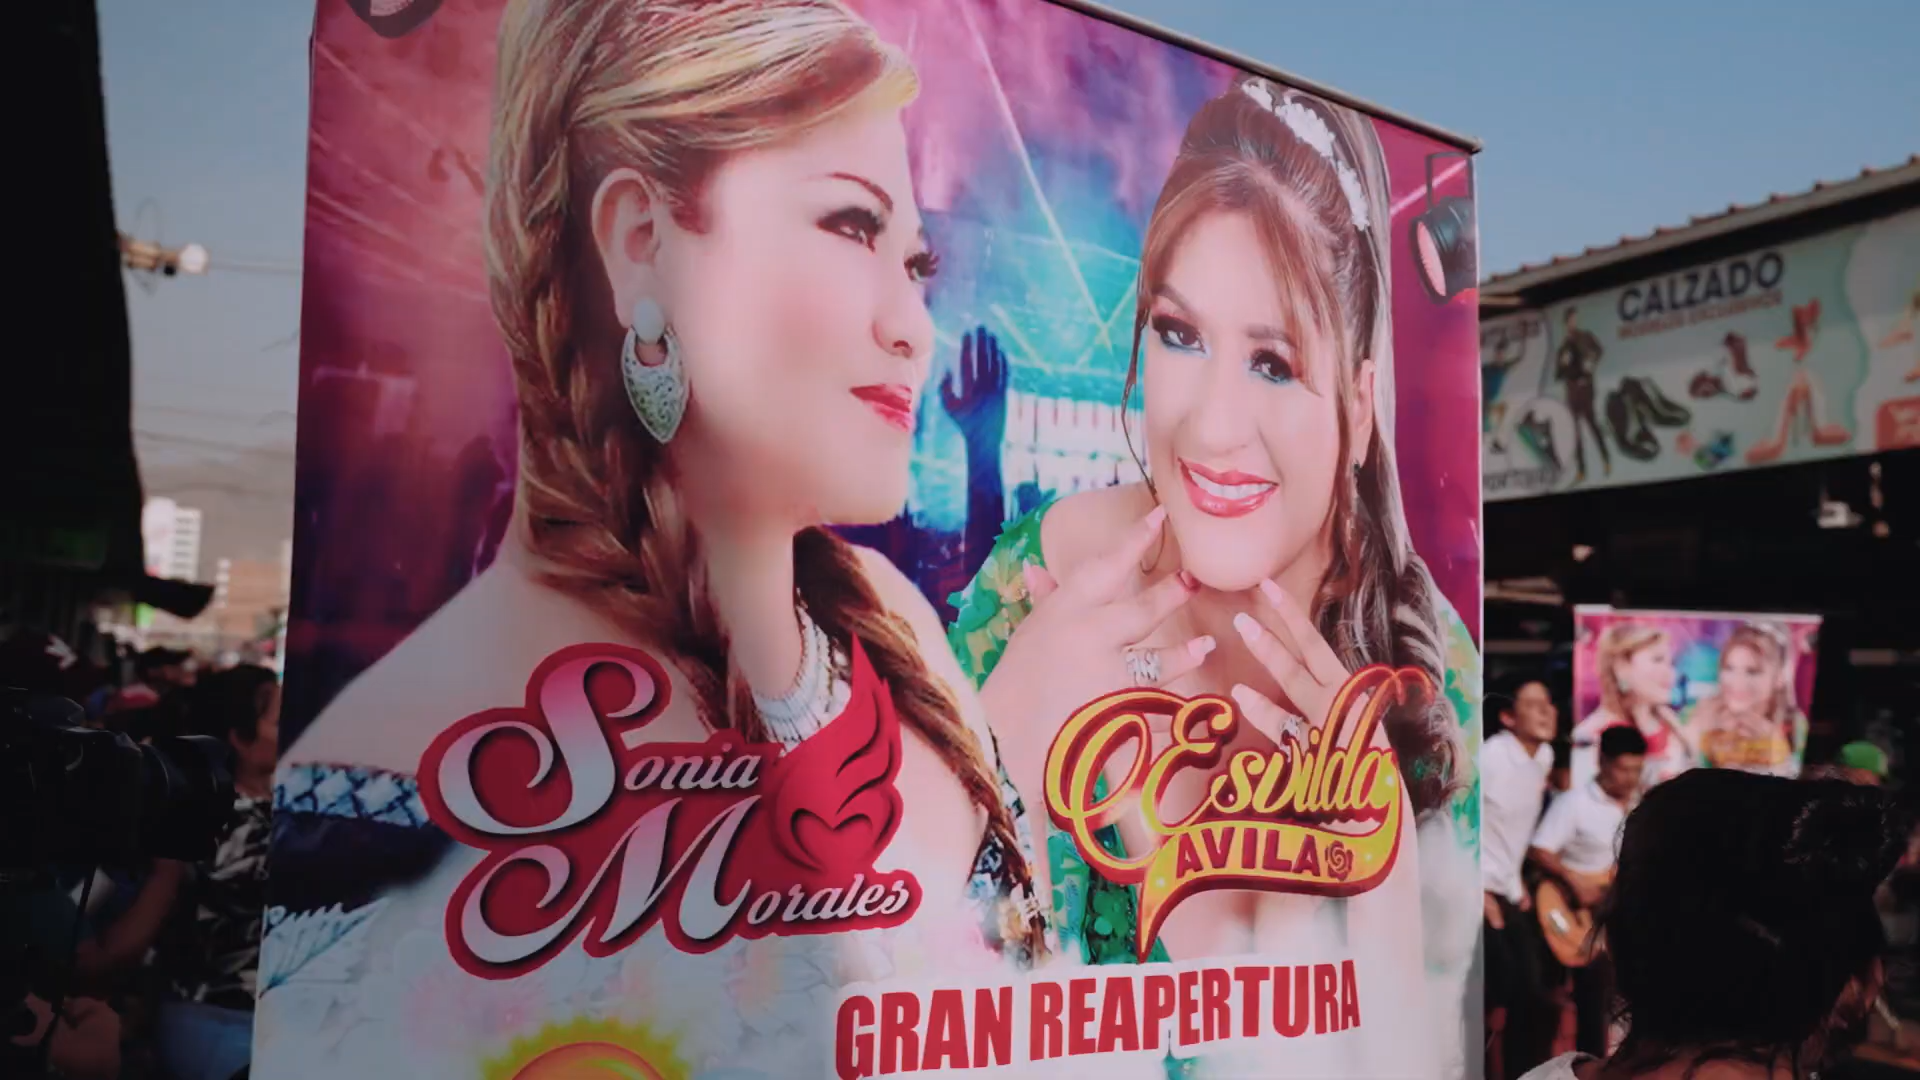 Sonia
Morales
Esvilda
AVILA
GRAN REAPERTURA
CALZADO